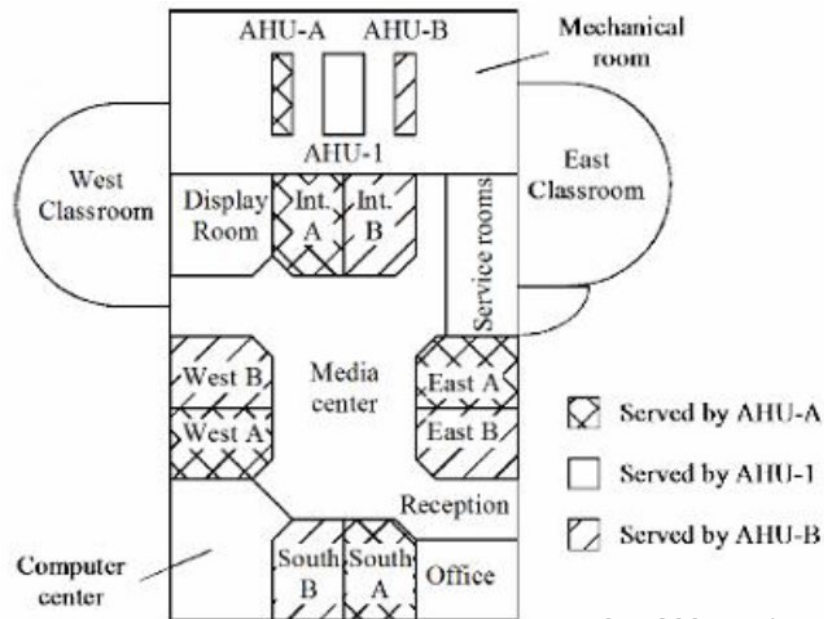 AHU-A
AHU-B
Mechanical
room
AHU-1
West
Classroom
Display
Room
Int.
A
Int.
B
Service rooms
East
Classroom
West B
Media
center
East A
West A
East B
Served by AHU-A
Served by AHU-1
Served by AHU-B
Reception
Computer
center
South
B
South
A
Office